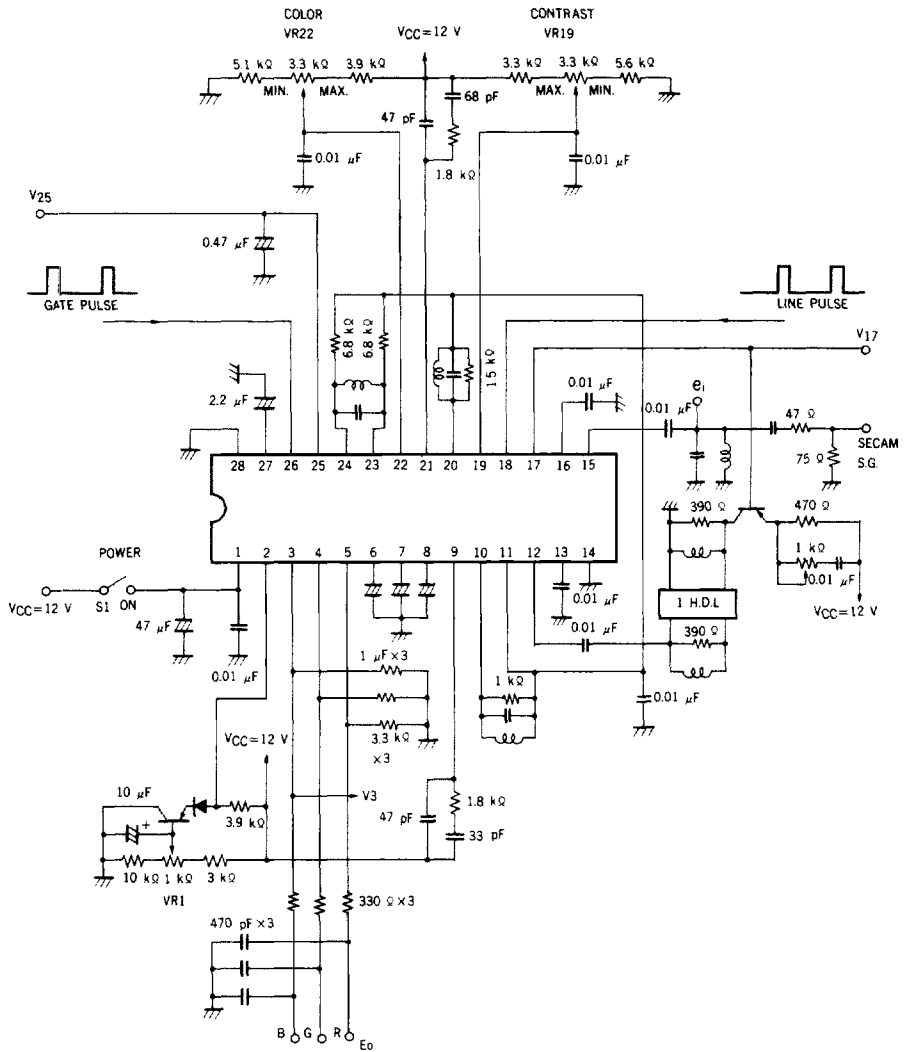 COLOR
VR22
CONTRAST
VR19
VCC=12 V
5.1 kΩ
3.3 kΩ
3.9 kΩ
3.3 kΩ
3.3 kΩ
5.6 kΩ
MIN.
MAX.
MAX.
MIN.
68 pF
47 pF
0.01 μF
1.8 kΩ
0.01 μF
V25
0.47 μF
GATE PULSE
LINE PULSE
6.8 kΩ
6.8 kΩ
V17
2.2 μF
0.01 μF
0.01 μF
ei
47 Ω
SECAM
S.G.
75 Ω
28 27 26 25 24 23 22 21 20 19 18 17 16 15
1 2 3 4 5 6 7 8 9 10 11 12 13 14
390 Ω
470 Ω
1 kΩ
0.01 μF
VCC=12 V
1 H.D.L
390 Ω
POWER
VCC=12 V
S1
ON
47 μF
0.01 μF
0.01 μF
0.01 μF
1 μF×3
1 kΩ
0.01 μF
3.3 kΩ
×3
VCC=12 V
10 μF
+
3.9 kΩ
V3
1.8 kΩ
47 pF
33 pF
10 kΩ
1 kΩ
3 kΩ
VR1
330 Ω×3
470 pF×3
B
G
R
Eo